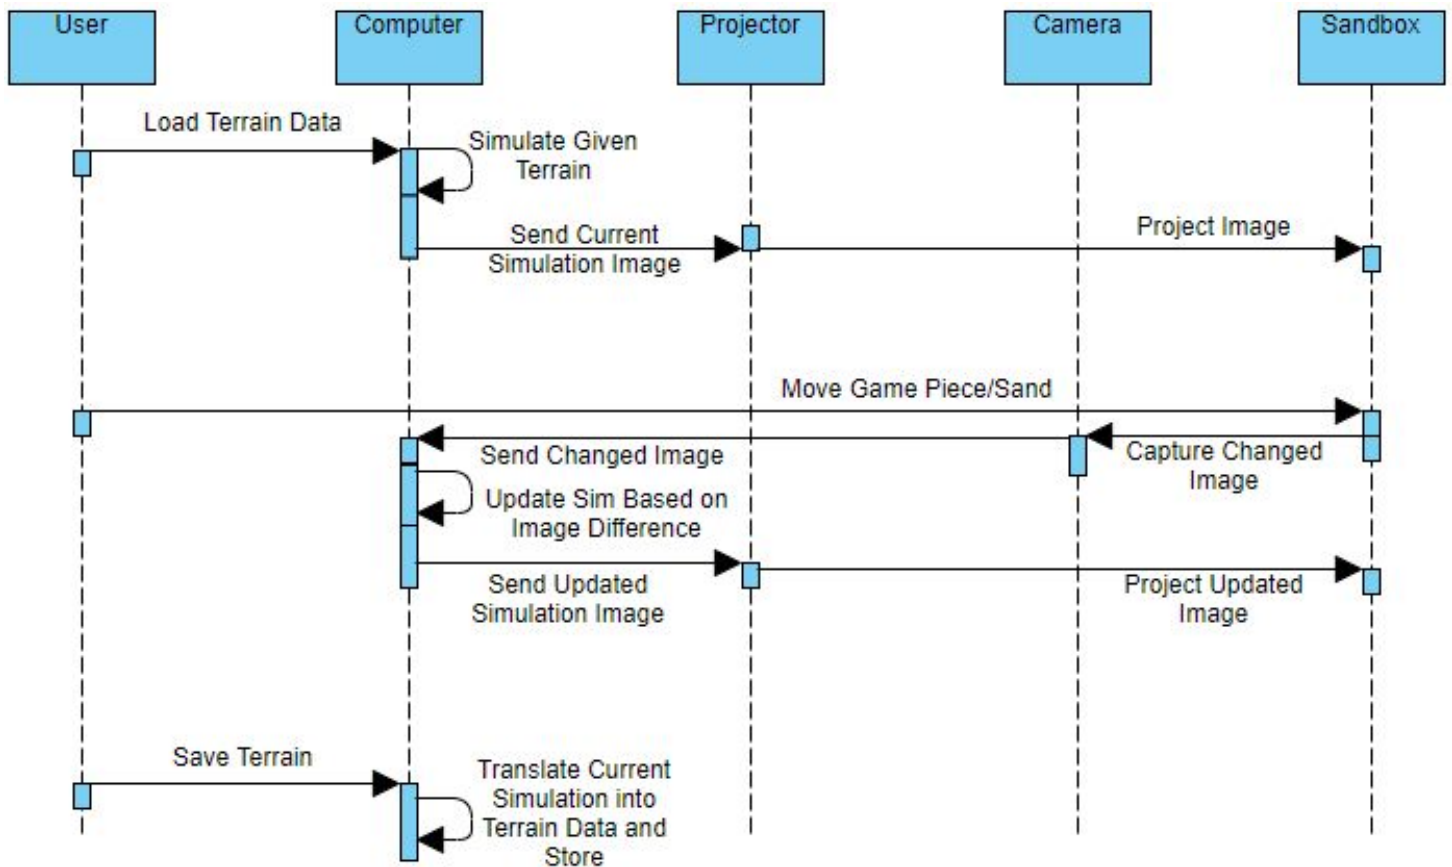 User
Computer
Projector
Camera
Sandbox
Load Terrain Data
Simulate Given
Terrain
Send Current
Simulation Image
Project Image
Move Game Piece/Sand
Capture Changed
Image
Send Changed Image
Update Sim Based on
Image Difference
Send Updated
Simulation Image
Project Updated
Image
Save Terrain
Translate Current
Simulation into
Terrain Data and
Store